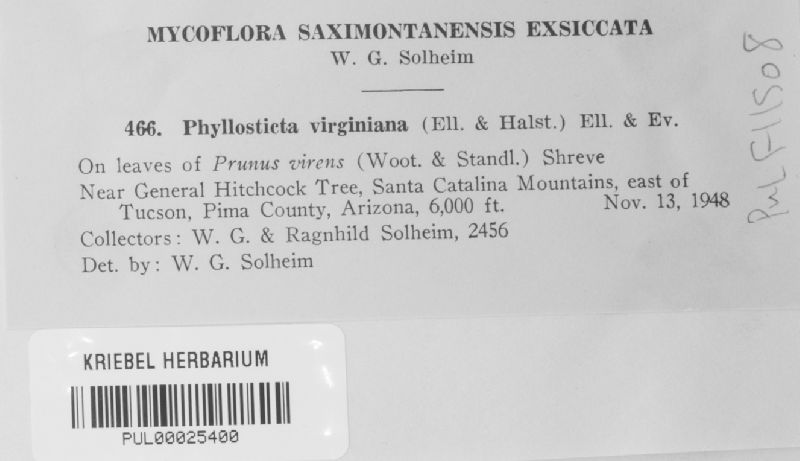 MYCOFLORA SAXIMONTANENSIS EXSICCATA
W. G. Solheim
466. Phyllosticta virginiana (Ell. & Halst.) Ell. & Ev.
On leaves of Prunus virens (Woot. & Standl.) Shreve
Near General Hitchcock Tree, Santa Catalina Mountains, east of
Tucson, Pima County, Arizona, 6,000 ft. Nov. 13, 1948
Collectors: W. G. & Ragnhild Solheim, 2456
Det. by: W. G. Solheim
PUL F11508
KRIEBEL HERBARIUM
PUL00025400